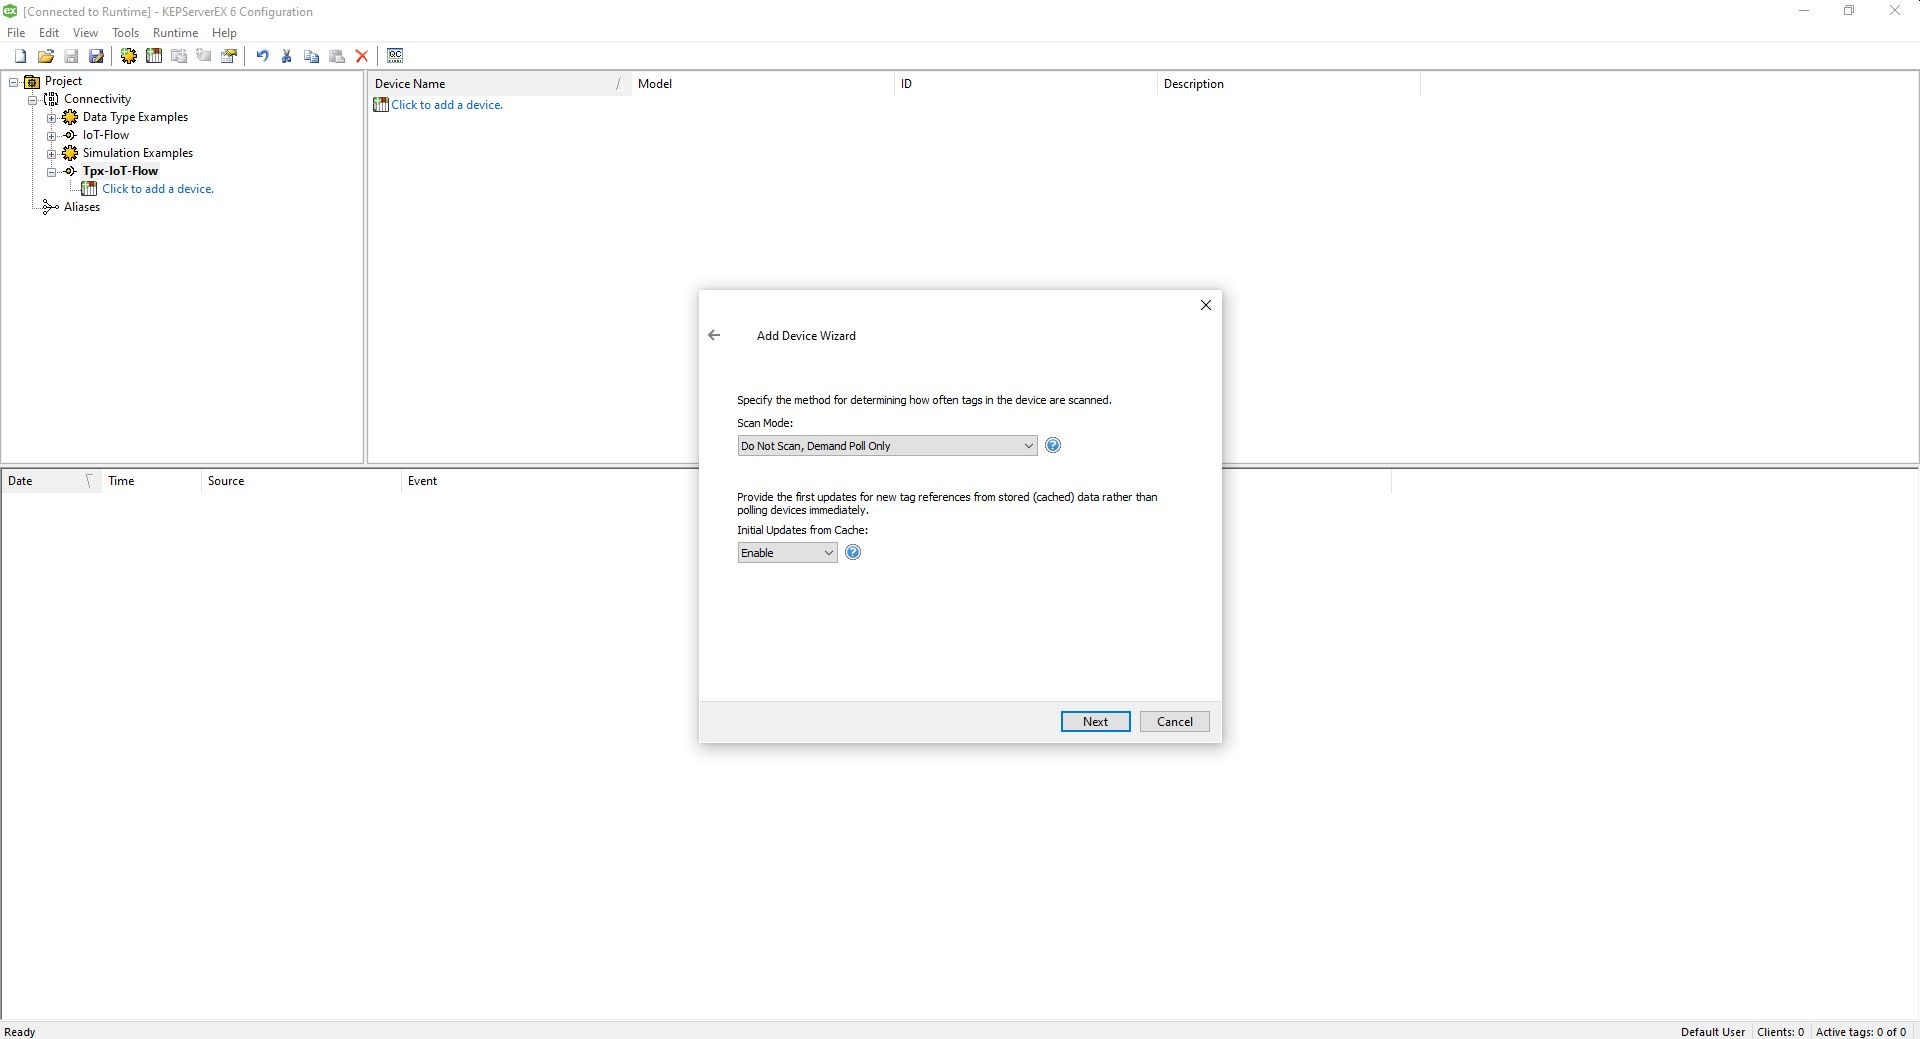 [Connected to Runtime] - KEPServerEX 6 Configuration
File Edit View Tools Runtime Help
Project
Connectivity
Data Type Examples
IoT-Flow
Simulation Examples
Tpx-IoT-Flow
Click to add a device.
Aliases
Device Name Model ID Description
Click to add a device.
Add Device Wizard
Specify the method for determining how often tags in the device are scanned.
Scan Mode:
Do Not Scan, Demand Poll Only
Provide the first updates for new tag references from stored (cached) data rather than
polling devices immediately.
Initial Updates from Cache:
Enable
Next Cancel
Date Time Source Event
Ready Default User Clients: 0 Active tags: 0 of 0